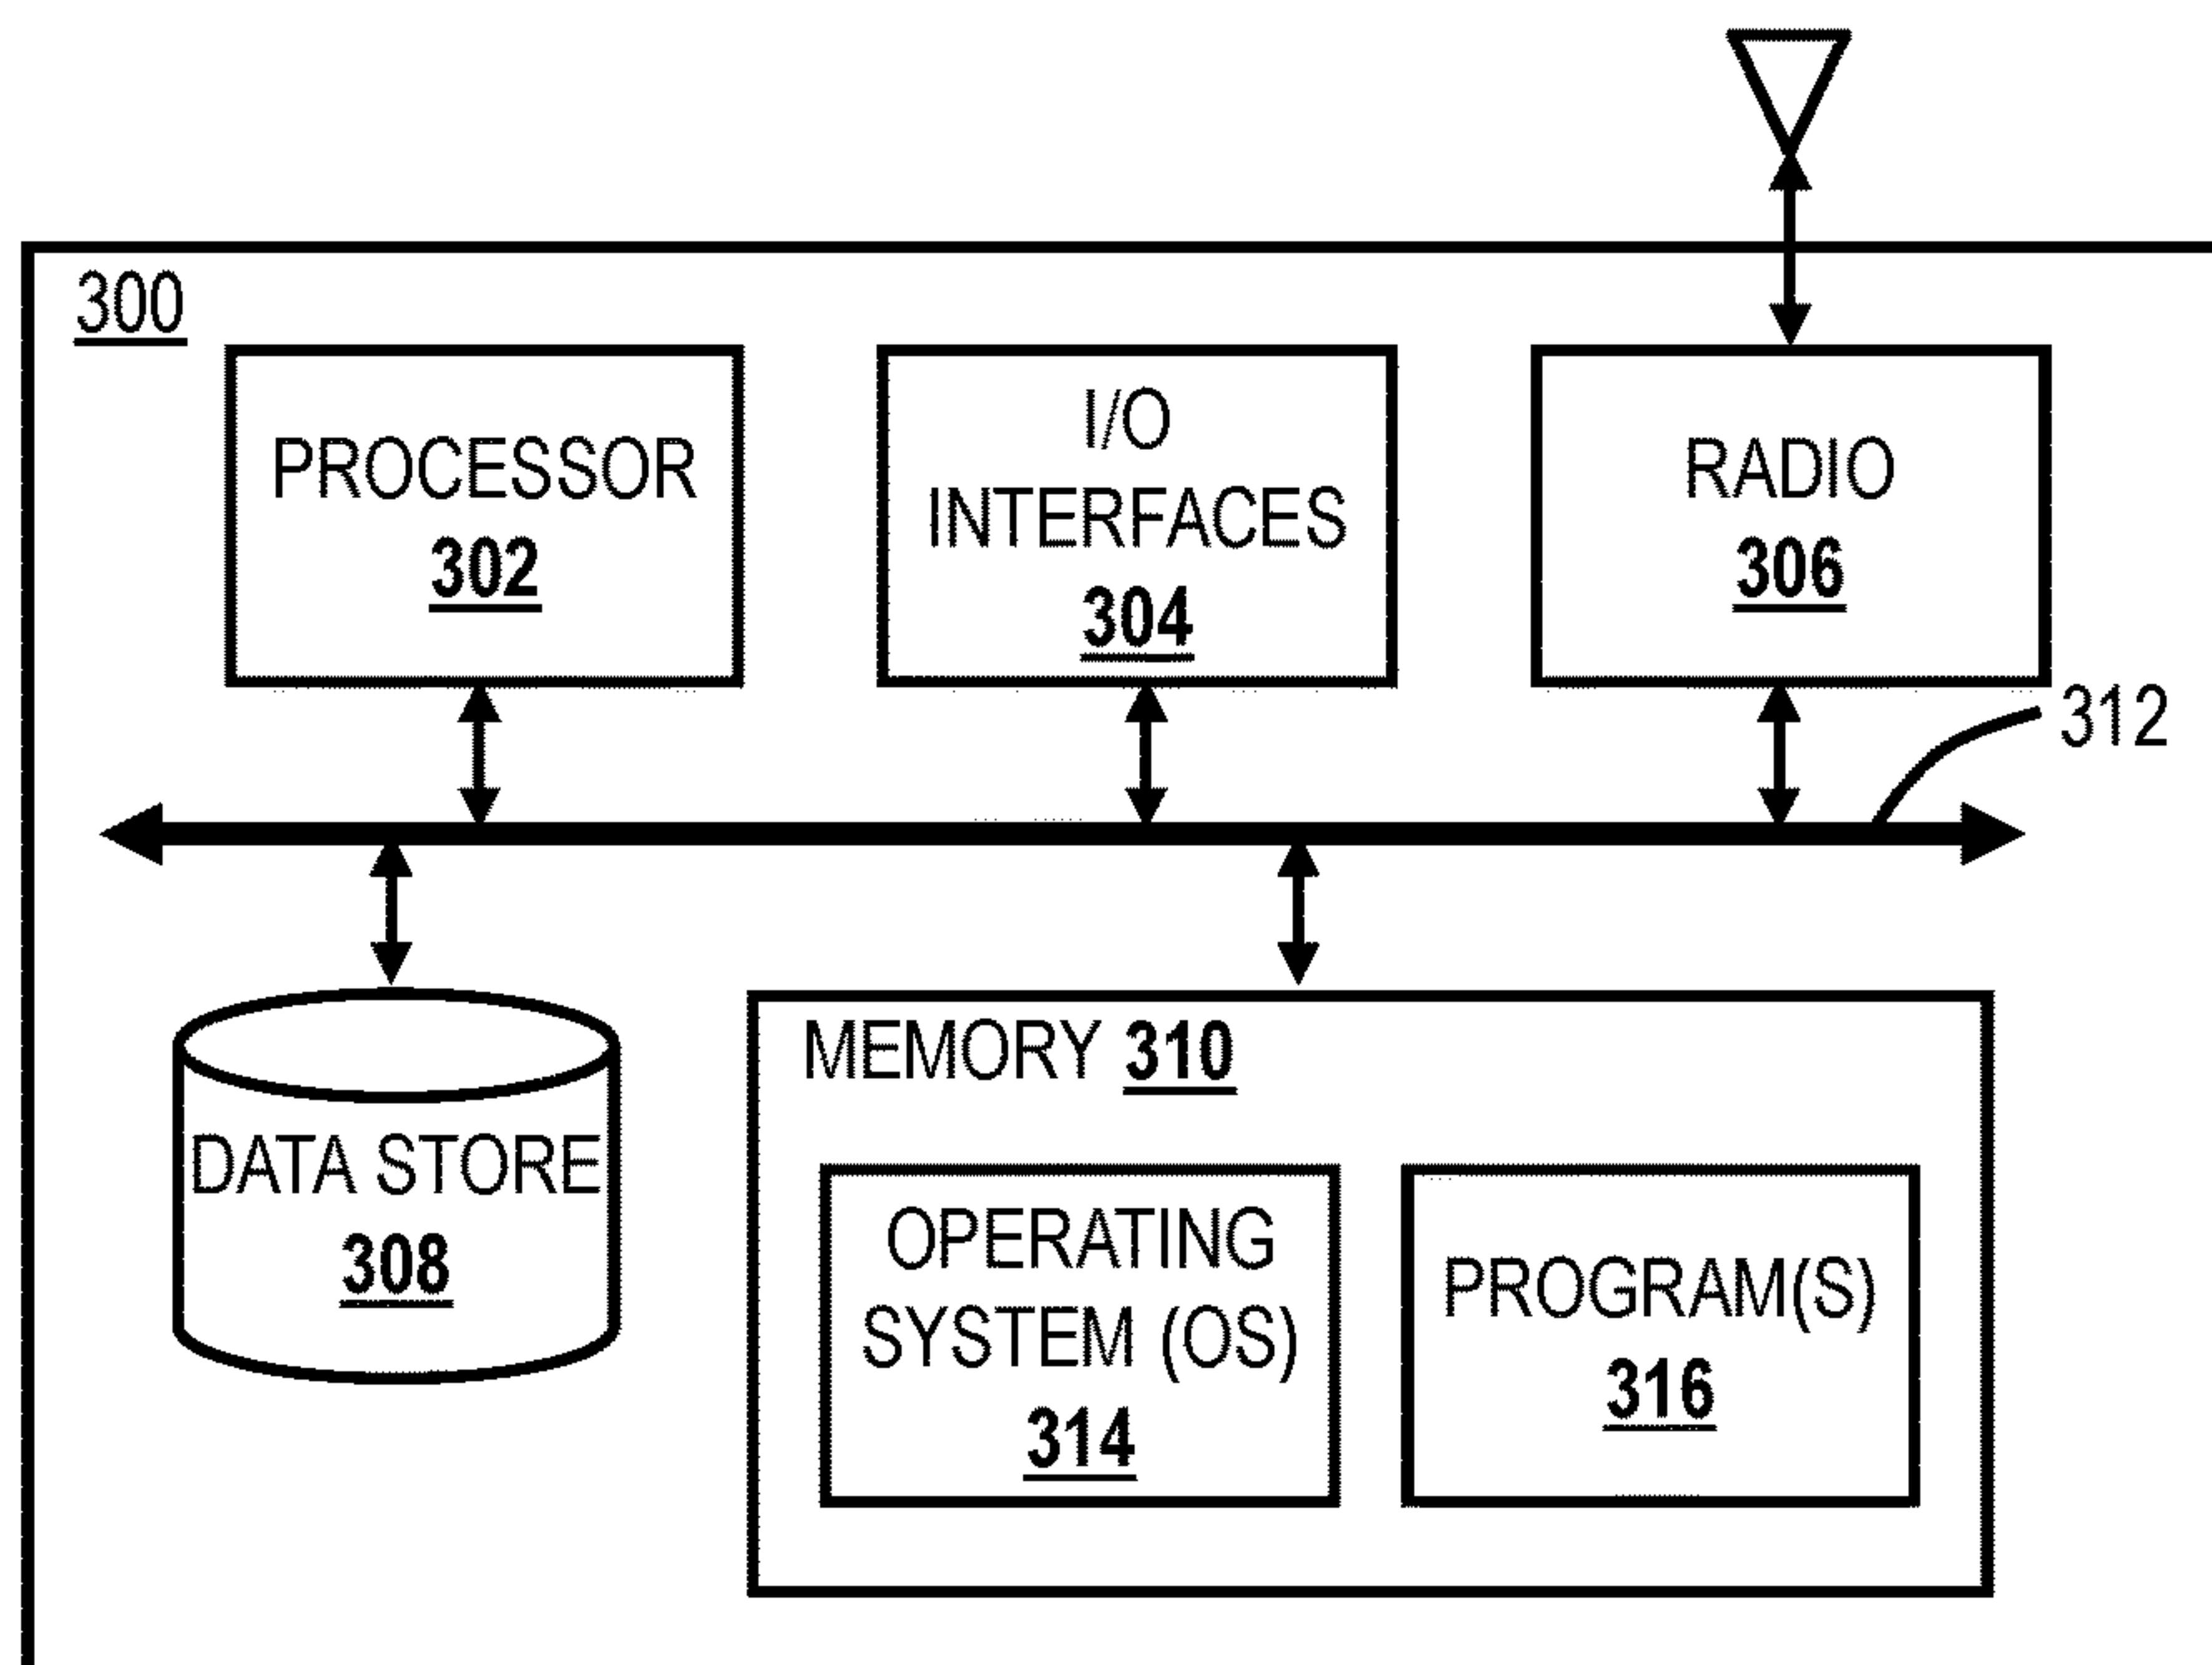 300
PROCESSOR
302
I/O
INTERFACES
304
RADIO
306
312
DATA STORE
308
MEMORY 310
OPERATING
SYSTEM (OS)
314
PROGRAM(S)
316